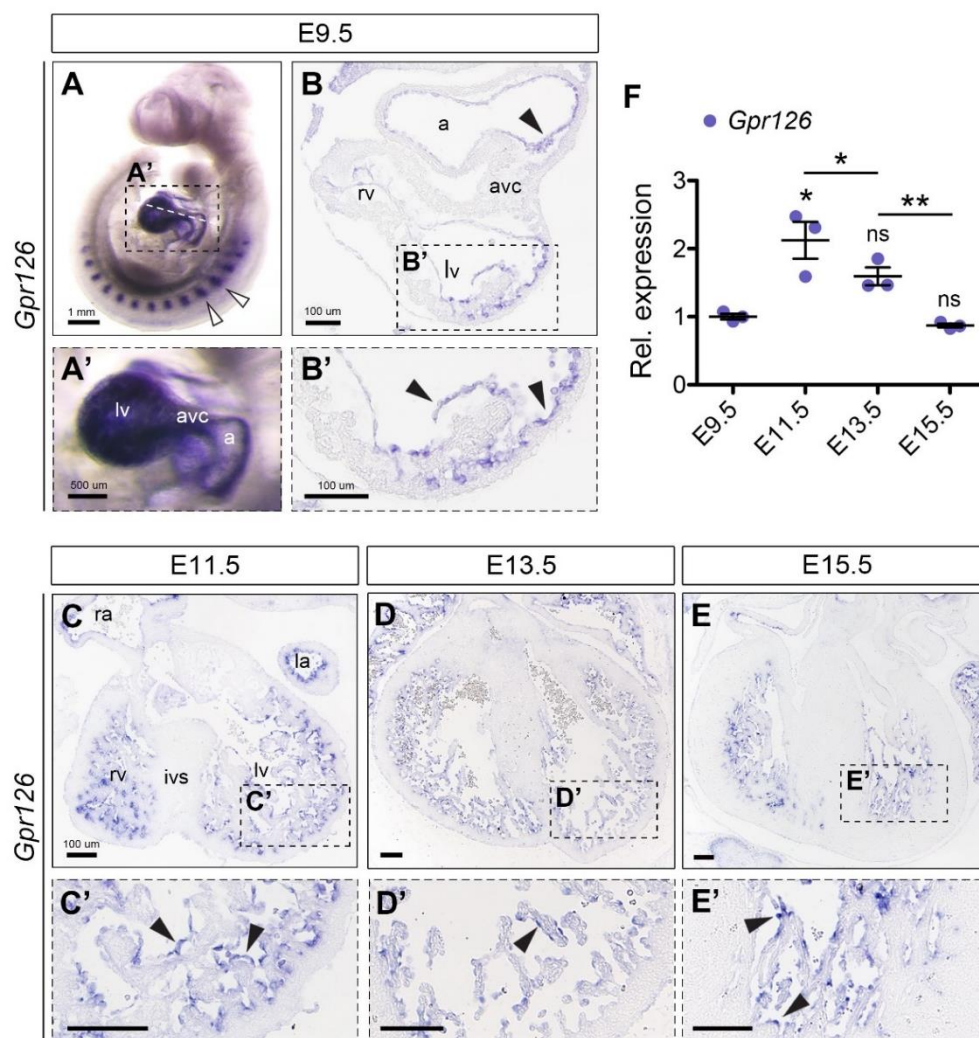 E9.5
Gpr126
A
A'
1 mm
B
a
rv
avc
lv
B'
100 um
A'
lv
avc
a
500 um
B'
100 um
F
Gpr126
Rel. expression
3
2
1
0
*
*
ns
**
ns
E9.5
E11.5
E13.5
E15.5
E11.5
E13.5
E15.5
Gpr126
C
ra
la
rv
ivs
lv
C'
100 um
D
D'
E
E'
C'
D'
E'